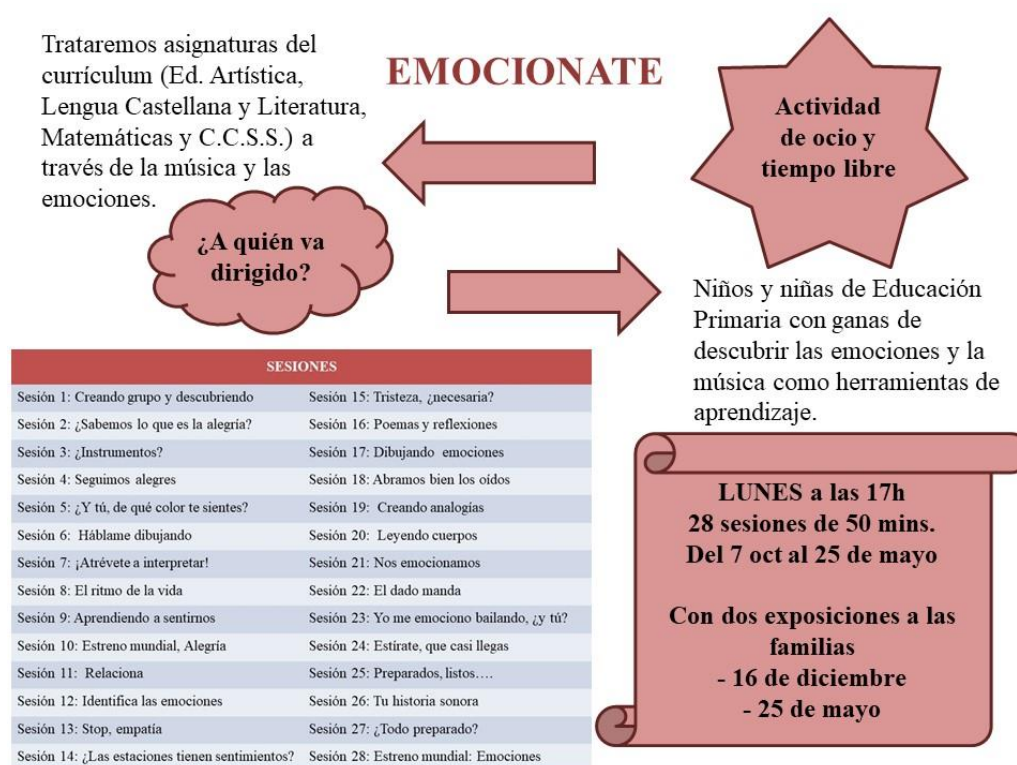 Trataremos asignaturas del
currículum (Ed. Artística,
Lengua Castellana y Literatura,
Matemáticas y C.C.S.S.) a
través de la música y las
emociones.
EMOCIONATE
Actividad
de ocio y
tiempo libre
¿A quién va
dirigido?
Niños y niñas de Educación
Primaria con ganas de
descubrir las emociones y la
música como herramientas de
aprendizaje.
SESIONES
Sesión 1: Creando grupo y descubriendo
Sesión 2: ¿Sabemos lo que es la alegría?
Sesión 3: ¿Instrumentos?
Sesión 4: Seguimos alegres
Sesión 5: ¿Y tú, de qué color te sientes?
Sesión 6: Háblame dibujando
Sesión 7: ¡Atrévete a interpretar!
Sesión 8: El ritmo de la vida
Sesión 9: Aprendiendo a sentirnos
Sesión 10: Estreno mundial, Alegría
Sesión 11: Relaciona
Sesión 12: Identifica las emociones
Sesión 13: Stop, empatía
Sesión 14: ¿Las estaciones tienen sentimientos?
Sesión 15: Tristeza, ¿necesaria?
Sesión 16: Poemas y reflexiones
Sesión 17: Dibujando emociones
Sesión 18: Abramos bien los oídos
Sesión 19: Creando analogías
Sesión 20: Leyendo cuerpos
Sesión 21: Nos emocionamos
Sesión 22: El dado manda
Sesión 23: Yo me emociono bailando, ¿y tú?
Sesión 24: Estírate, que casi llegas
Sesión 25: Preparados, listos….
Sesión 26: Tu historia sonora
Sesión 27: ¿Todo preparado?
Sesión 28: Estreno mundial: Emociones
LUNES a las 17h
28 sesiones de 50 mins.
Del 7 oct al 25 de mayo
Con dos exposiciones a las
familias
- 16 de diciembre
- 25 de mayo